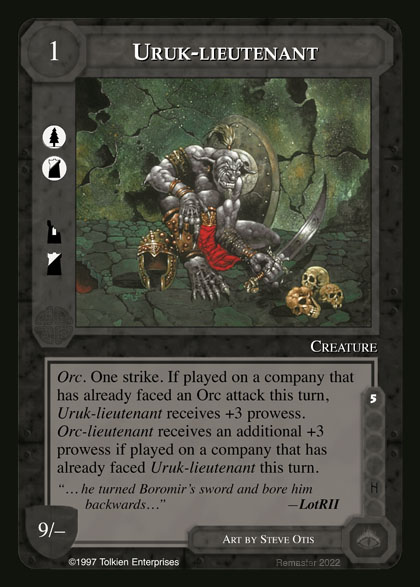 1
URUK-LIEUTENANT
CREATURE
Orc. One strike. If played on a company that
has already faced an Orc attack this turn,
Uruk-lieutenant receives +3 prowess.
Orc-lieutenant receives an additional +3
prowess if played on a company that has
already faced Uruk-lieutenant this turn.
5
“… he turned Boromir's sword and bore him
backwards…” —LotRII
9/–
ART BY STEVE OTIS
©1997 Tolkien Enterprises
Remaster 2022